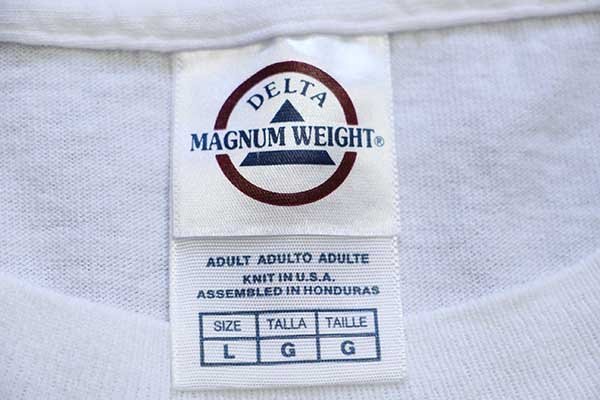 DELTA
MAGNUM WEIGHT®
ADULT ADULTO ADULTE
KNIT IN U.S.A.
ASSEMBLED IN HONDURAS
SIZE TALLA TAILLE
L G G